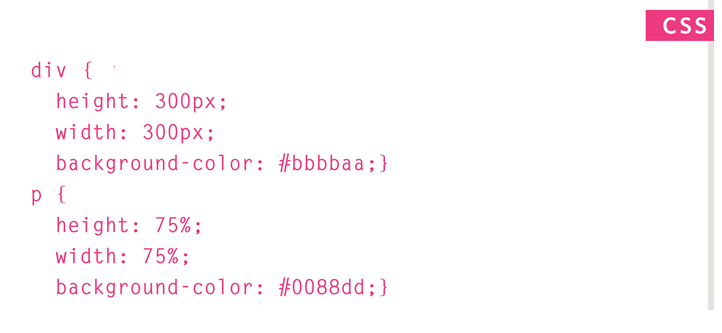 CSS
div {
height: 300px;
width: 300px;
background-color: #bbbbaa;}
p {
height: 75%;
width: 75%;
background-color: #0088dd;}